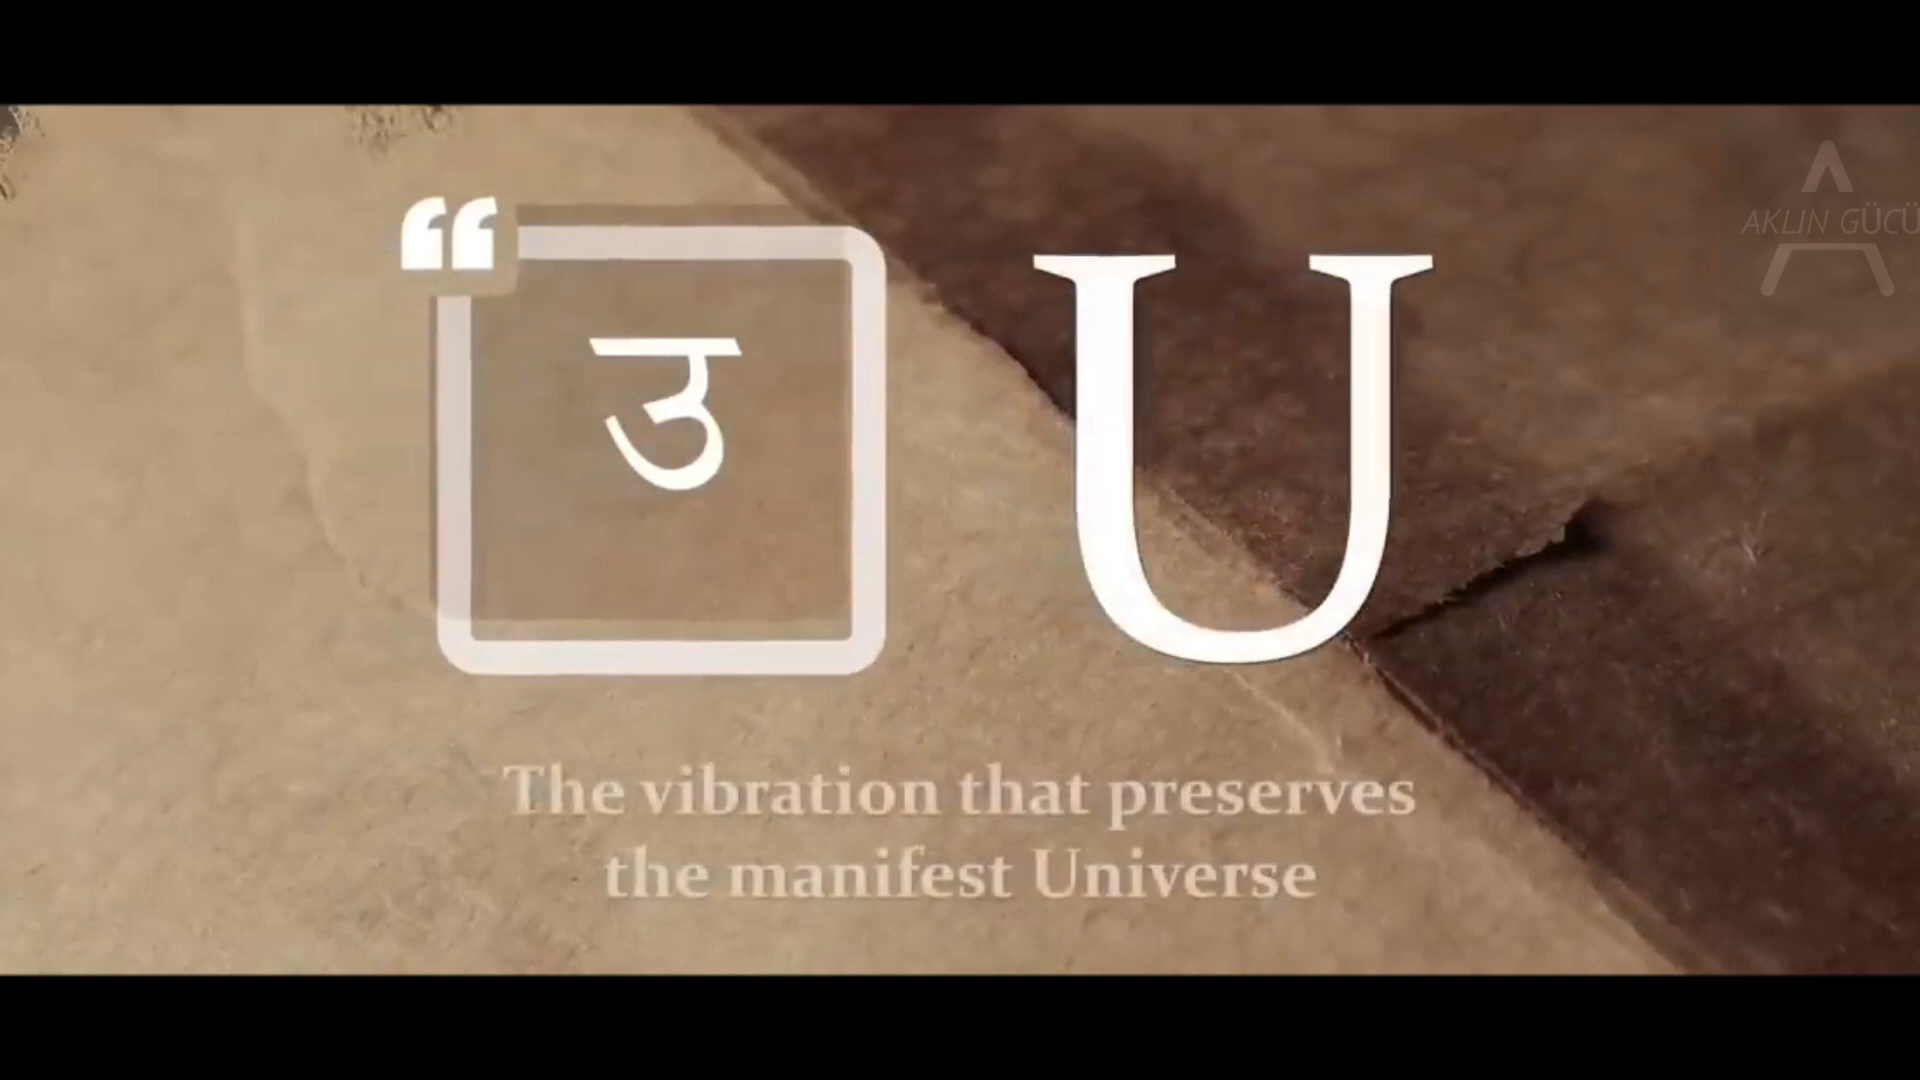 “
उ
U
AKLIN GÜCÜ
The vibration that preserves
the manifest Universe